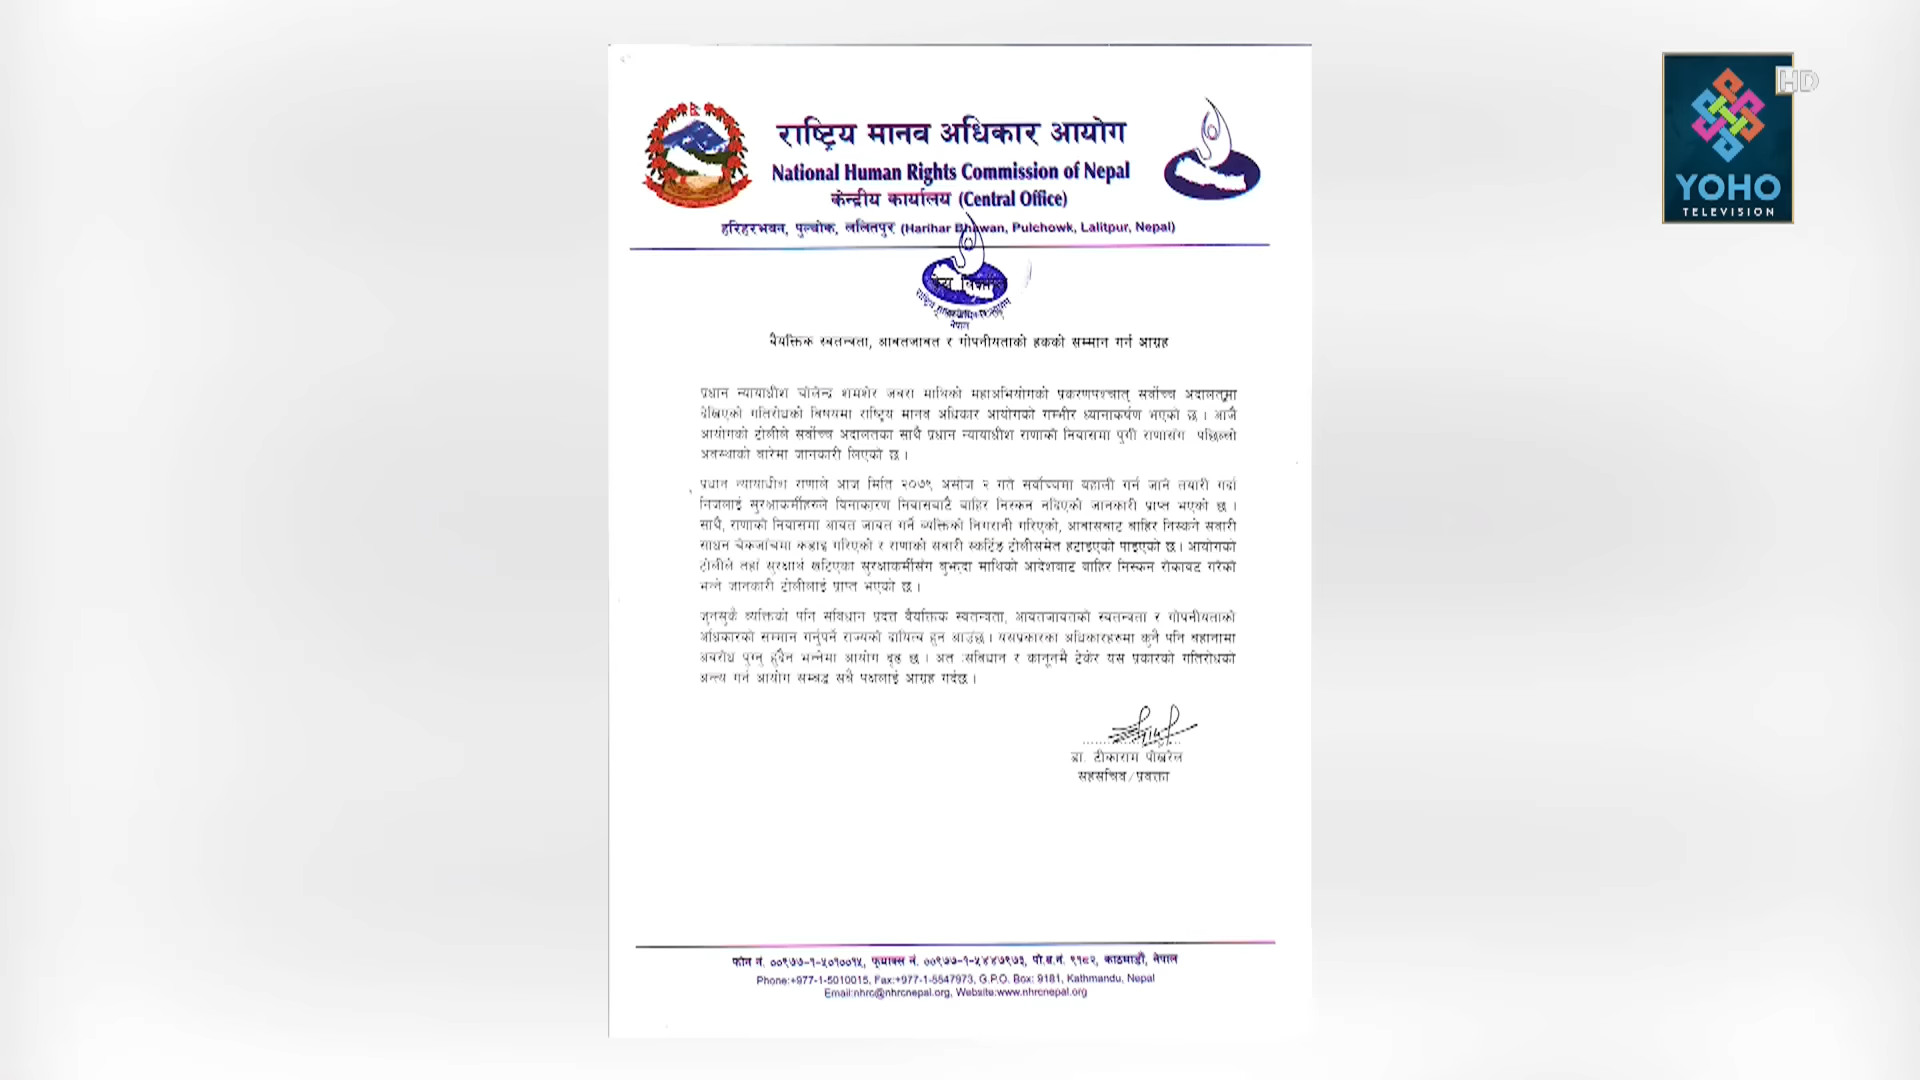 राष्ट्रिय मानव अधिकार आयोग
National Human Rights Commission of Nepal
केन्द्रीय कार्यालय (Central Office)
हरिहरभवन, पुल्चोक, ललितपुर (Harihar Bhawan, Pulchowk, Lalitpur, Nepal)
HD
YOHO
TELEVISION
वैयक्तिक स्वतन्त्रता, आवतजावत र गोपनीयताको हकको सम्मान गर्न आग्रह
प्रधान न्यायाधीश चोलेन्द्र शमशेर जबरा माथिको महाअभियोगको प्रकरणपश्चात् सर्वोच्च अदालतमा
देखिएको गतिरोधको विषयमा राष्ट्रिय मानव अधिकार आयोगको गम्भीर ध्यानाकर्षण भएको छ । आजै
आयोगको टोलीले सर्वोच्च अदालतका साथै प्रधान न्यायाधीश राणाको निवासमा पुगी राणासँग पछिल्लो
अवस्थाको बारेमा जानकारी लिएको छ ।
प्रधान न्यायाधीश राणाले आज मिति २०७९ असोज २ गते सर्वोच्चमा बहाली गर्न जाने तयारी गर्दा
निजलाई सुरक्षाकर्मीहरुले विनाकारण निवासबाटै बाहिर निस्कन नदिएको जानकारी प्राप्त भएको छ ।
साथै, राणाको निवासमा आवत जावत गर्ने व्यक्तिको निगरानी गरिएको, आवासबाट बाहिर निस्कने सवारी
साधन चेकजाँचमा कडाइ गरिएको र राणाको सवारी स्कर्टिङ टोलीसमेत हटाइएको पाइएको छ । आयोगको
टोलीले तहाँ सुरक्षार्थ खटिएका सुरक्षाकर्मीसँग बुझ्दा माथिको आदेशबाट बाहिर निस्कन रोकावट गरेको
भन्ने जानकारी टोलीलाई प्राप्त भएको छ ।
जुनसुकै व्यक्तिको पनि संविधान प्रदत्त वैयक्तिक स्वतन्त्रता, आवतजावतको स्वतन्त्रता र गोपनीयताको
अधिकारको सम्मान गर्नुपर्ने राज्यको दायित्व हुन आउँछ । यसप्रकारका अधिकारहरुमा कुनै पनि बहानामा
अवरोध पुग्नु हुँदैन भन्नेमा आयोग दृढ छ । अत :संविधान र कानूनमै टेकेर यस प्रकारको गतिरोधको
अन्त्य गर्न आयोग सम्बद्ध सबै पक्षलाई आग्रह गर्दछ ।
डा. टीकाराम पोखरेल
सहसचिव/प्रवक्ता
फोन नं. ००९७७-१-५०१००१५, फ्याक्स नं. ००९७७-१-५५४७९७३, पो.ब.नं. ९१८२, काठमाडौं, नेपाल
Phone:+977-1-5010015, Fax:+977-1-5547973, G.P.O. Box: 9181, Kathmandu, Nepal
Email:nhrc@nhrcnepal.org, Website:www.nhrcnepal.org